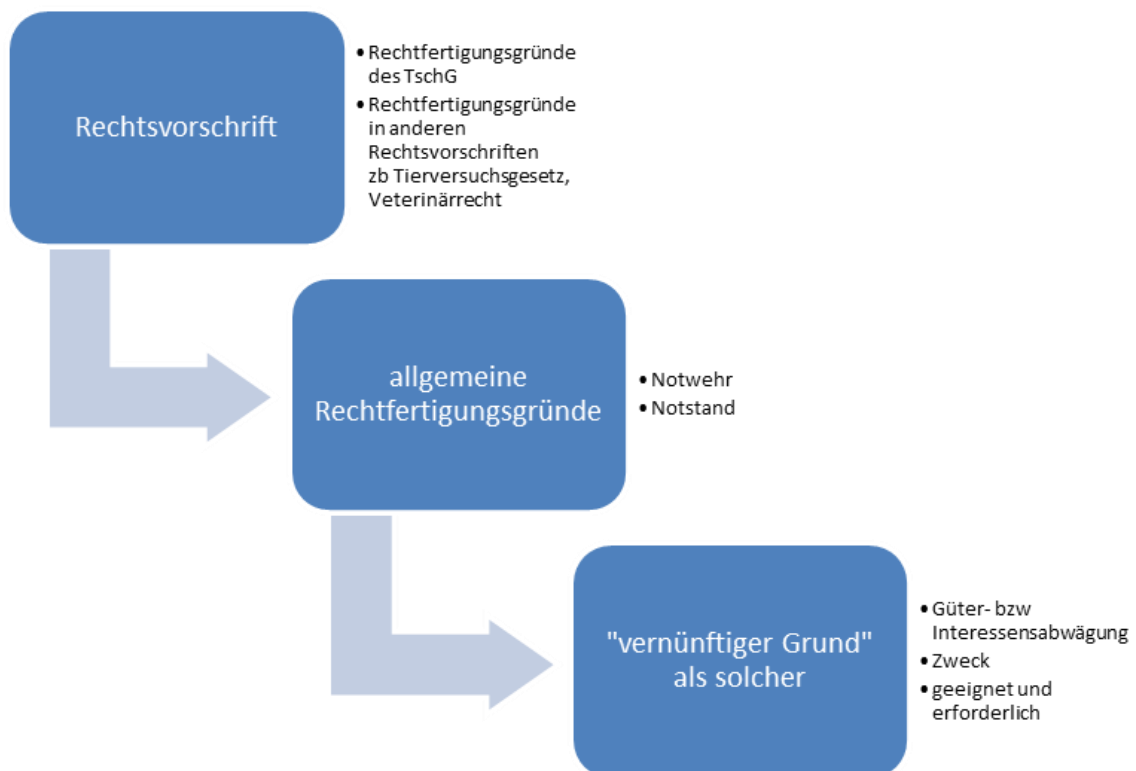 Rechtsvorschrift
• Rechtfertigungsgründe
des TschG
• Rechtfertigungsgründe
in anderen
Rechtsvorschriften
zb Tierversuchsgesetz,
Veterinärrecht
allgemeine
Rechtfertigungsgründe
• Notwehr
• Notstand
"vernünftiger Grund"
als solcher
• Güter- bzw
Interessensabwägung
• Zweck
• geeignet und
erforderlich